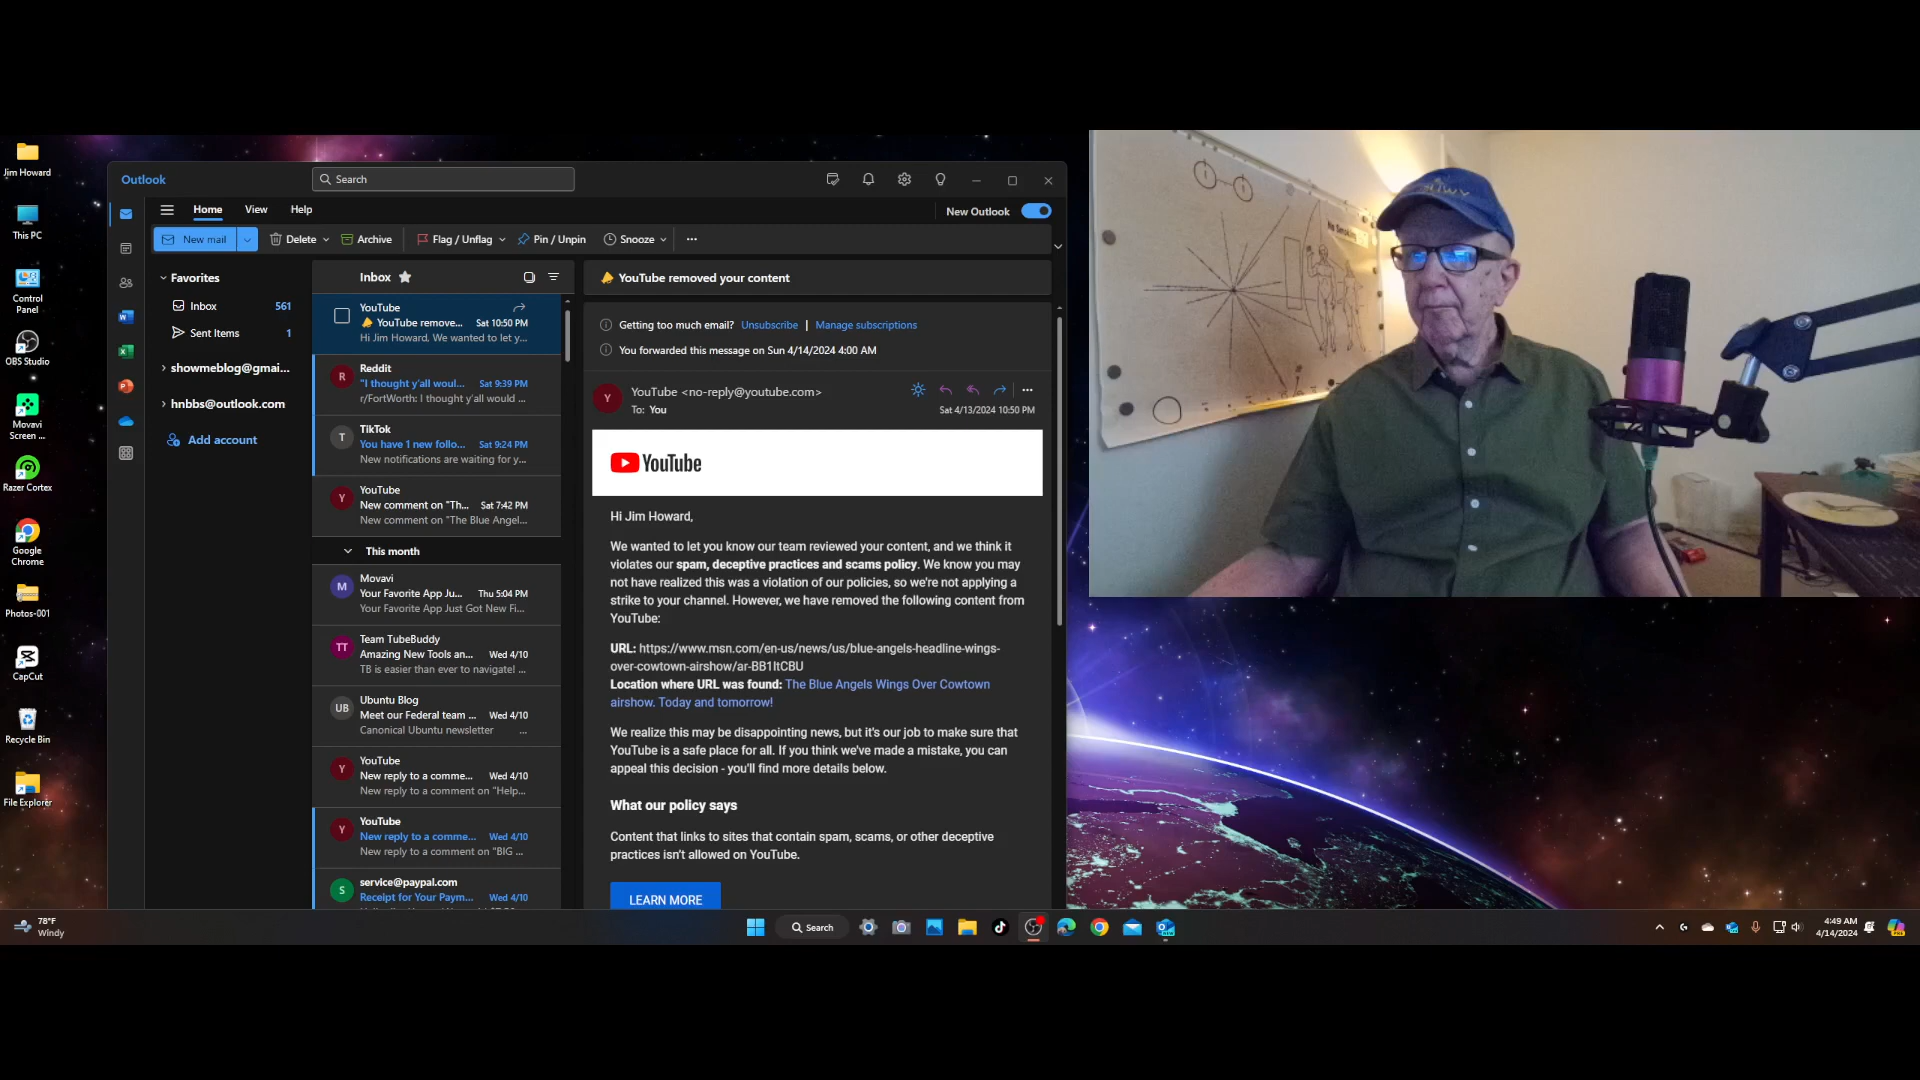 Jim Howard
This PC
Control
Panel
OBS Studio
Movavi
Screen ...
Razer Cortex
Google
Chrome
Photos-001
CapCut
Recycle Bin
File Explorer
Outlook
Search
Home
View
Help
New Outlook
New mail
Delete
Archive
Flag / Unflag
Pin / Unpin
Snooze
Favorites
Inbox 561
Sent Items 1
showmeblog@gmai...
hnbbs@outlook.com
Add account
Inbox
YouTube
YouTube remove... Sat 10:50 PM
Hi Jim Howard, We wanted to let y...
R
Reddit
"I thought y'all woul... Sat 9:39 PM
r/FortWorth: I thought y'all would ...
T
TikTok
You have 1 new follo... Sat 9:24 PM
New notifications are waiting for y...
Y
YouTube
New comment on "Th... Sat 7:42 PM
New comment on "The Blue Angel...
This month
M
Movavi
Your Favorite App Ju... Thu 5:04 PM
Your Favorite App Just Got New Fi...
TT
Team TubeBuddy
Amazing New Tools an... Wed 4/10
TB is easier than ever to navigate! ...
UB
Ubuntu Blog
Meet our Federal team ... Wed 4/10
Canonical Ubuntu newsletter ...
Y
YouTube
New reply to a comme... Wed 4/10
New reply to a comment on "Help...
Y
YouTube
New reply to a comme... Wed 4/10
New reply to a comment on "BIG ...
S
service@paypal.com
Receipt for Your Paym... Wed 4/10
YouTube removed your content
Getting too much email? Unsubscribe | Manage subscriptions
You forwarded this message on Sun 4/14/2024 4:00 AM
Y
YouTube <no-reply@youtube.com>
To: You
Sat 4/13/2024 10:50 PM
YouTube
Hi Jim Howard,
We wanted to let you know our team reviewed your content, and we think it
violates our spam, deceptive practices and scams policy. We know you may
not have realized this was a violation of our policies, so we're not applying a
strike to your channel. However, we have removed the following content from
YouTube:
URL: https://www.msn.com/en-us/news/us/blue-angels-headline-wings-
over-cowtown-airshow/ar-BB1ltCBU
Location where URL was found: The Blue Angels Wings Over Cowtown
airshow. Today and tomorrow!
We realize this may be disappointing news, but it's our job to make sure that
YouTube is a safe place for all. If you think we've made a mistake, you can
appeal this decision - you'll find more details below.
What our policy says
Content that links to sites that contain spam, scams, or other deceptive
practices isn't allowed on YouTube.
LEARN MORE
No Smoking
78°F
Windy
Search
4:49 AM
4/14/2024